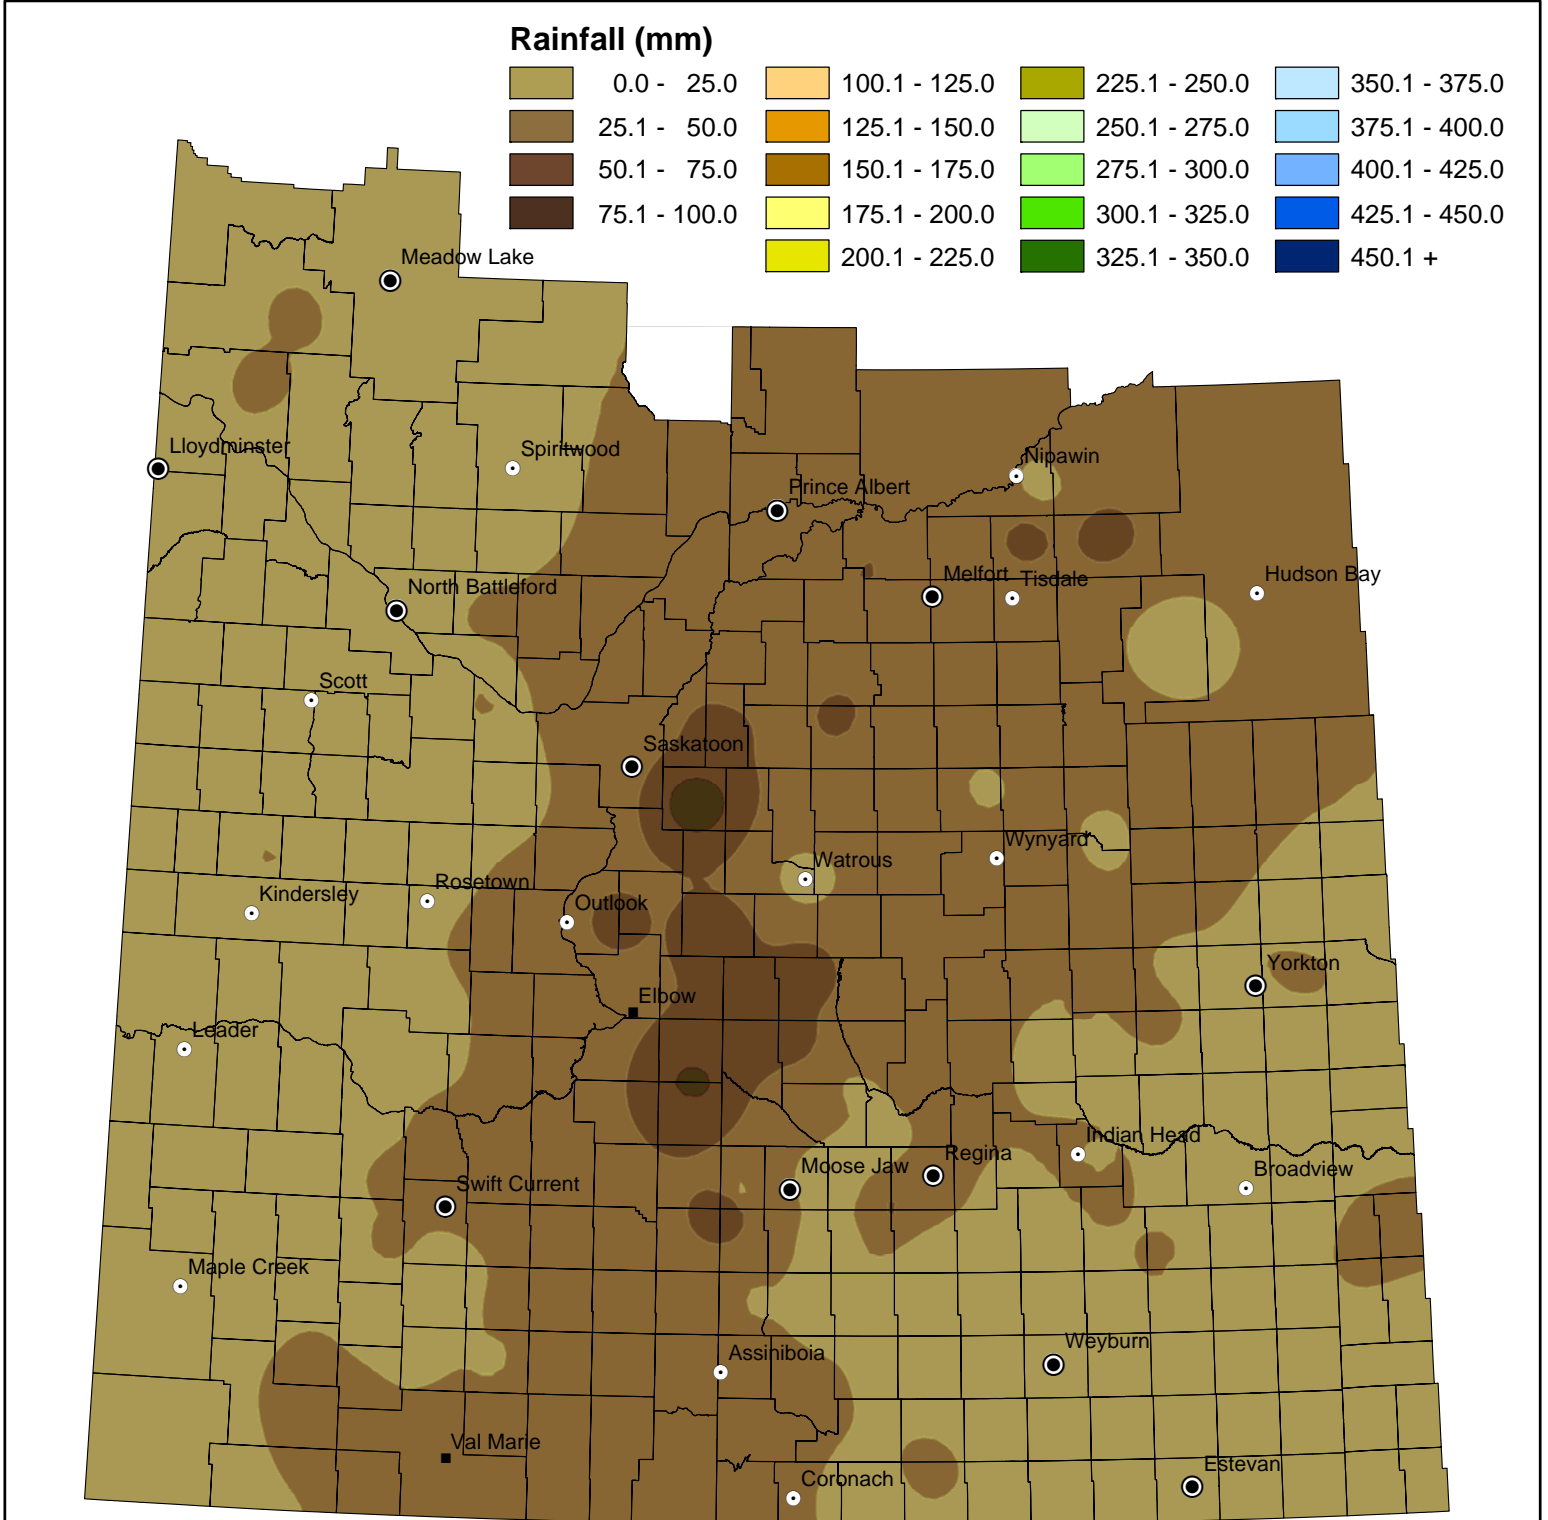 Rainfall (mm)
0.0 - 25.0
25.1 - 50.0
50.1 - 75.0
75.1 - 100.0
100.1 - 125.0
125.1 - 150.0
150.1 - 175.0
175.1 - 200.0
200.1 - 225.0
225.1 - 250.0
250.1 - 275.0
275.1 - 300.0
300.1 - 325.0
325.1 - 350.0
350.1 - 375.0
375.1 - 400.0
400.1 - 425.0
425.1 - 450.0
450.1 +
Meadow Lake
Lloydminster
Spiritwood
Nipawin
Prince Albert
North Battleford
Melfort
Tisdale
Hudson Bay
Scott
Saskatoon
Wynyard
Watrous
Rosetown
Kindersley
Outlook
Yorkton
Elbow
Leader
Indian Head
Regina
Moose Jaw
Broadview
Swift Current
Maple Creek
Weyburn
Assiniboia
Val Marie
Estevan
Coronach